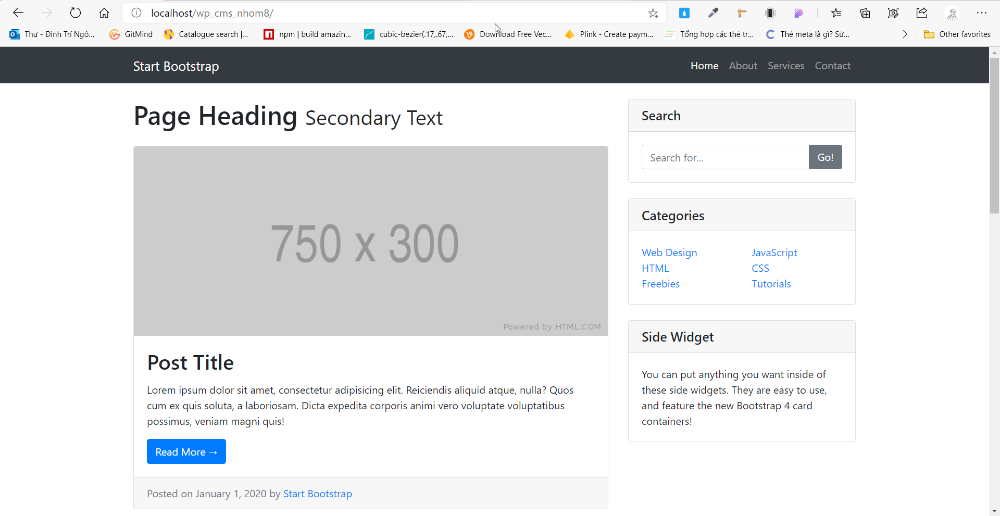 localhost/wp_cms_nhom8/
Thư - Đình Trí Ngô... GitMind Catalogue search |... npm | build amazin... cubic-bezier(.17,.67,... Download Free Vec... Plink - Create paym... Tổng hợp các thẻ tr... Thẻ meta là gì? Sử... Other favorites
Start Bootstrap Home About Services Contact
Page Heading Secondary Text
750 x 300
Powered by HTML.COM
Post Title
Lorem ipsum dolor sit amet, consectetur adipisicing elit. Reiciendis aliquid atque, nulla? Quos
cum ex quis soluta, a laboriosam. Dicta expedita corporis animi vero voluptate voluptatibus
possimus, veniam magni quis!
Read More →
Posted on January 1, 2020 by Start Bootstrap
Search
Search for...
Go!
Categories
Web Design JavaScript
HTML CSS
Freebies Tutorials
Side Widget
You can put anything you want inside of
these side widgets. They are easy to use,
and feature the new Bootstrap 4 card
containers!